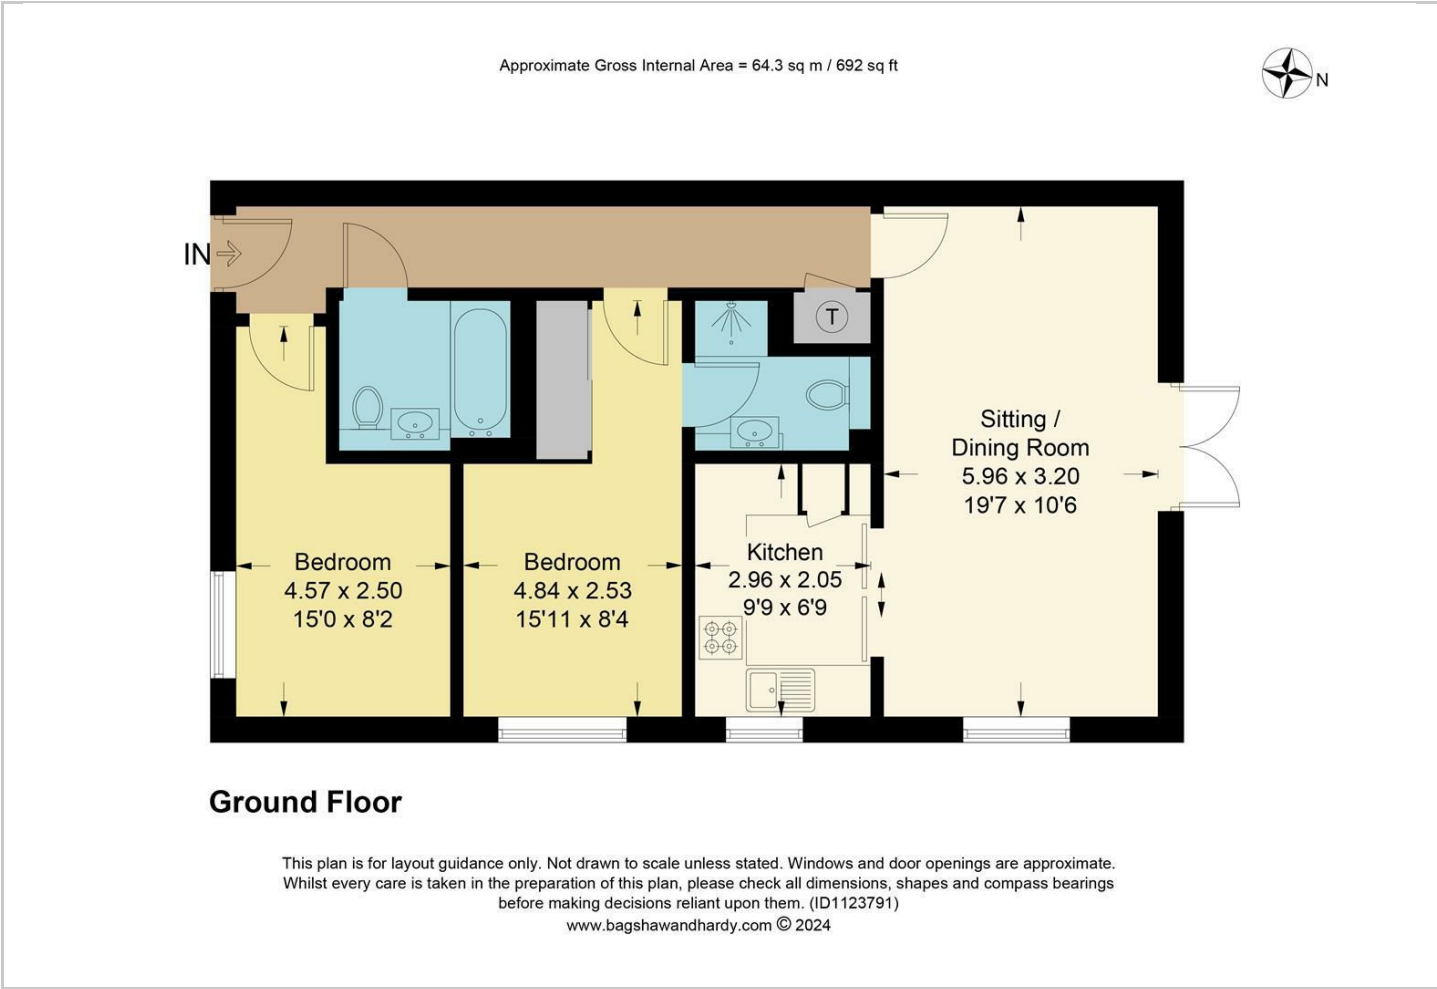 Approximate Gross Internal Area = 64.3 sq m / 692 sq ft
N
IN
T
Sitting /
Dining Room
5.96 x 3.20
19'7 x 10'6
Bedroom
4.57 x 2.50
15'0 x 8'2
Bedroom
4.84 x 2.53
15'11 x 8'4
Kitchen
2.96 x 2.05
9'9 x 6'9
Ground Floor
This plan is for layout guidance only. Not drawn to scale unless stated. Windows and door openings are approximate.
Whilst every care is taken in the preparation of this plan, please check all dimensions, shapes and compass bearings
before making decisions reliant upon them. (ID1123791)
www.bagshawandhardy.com © 2024